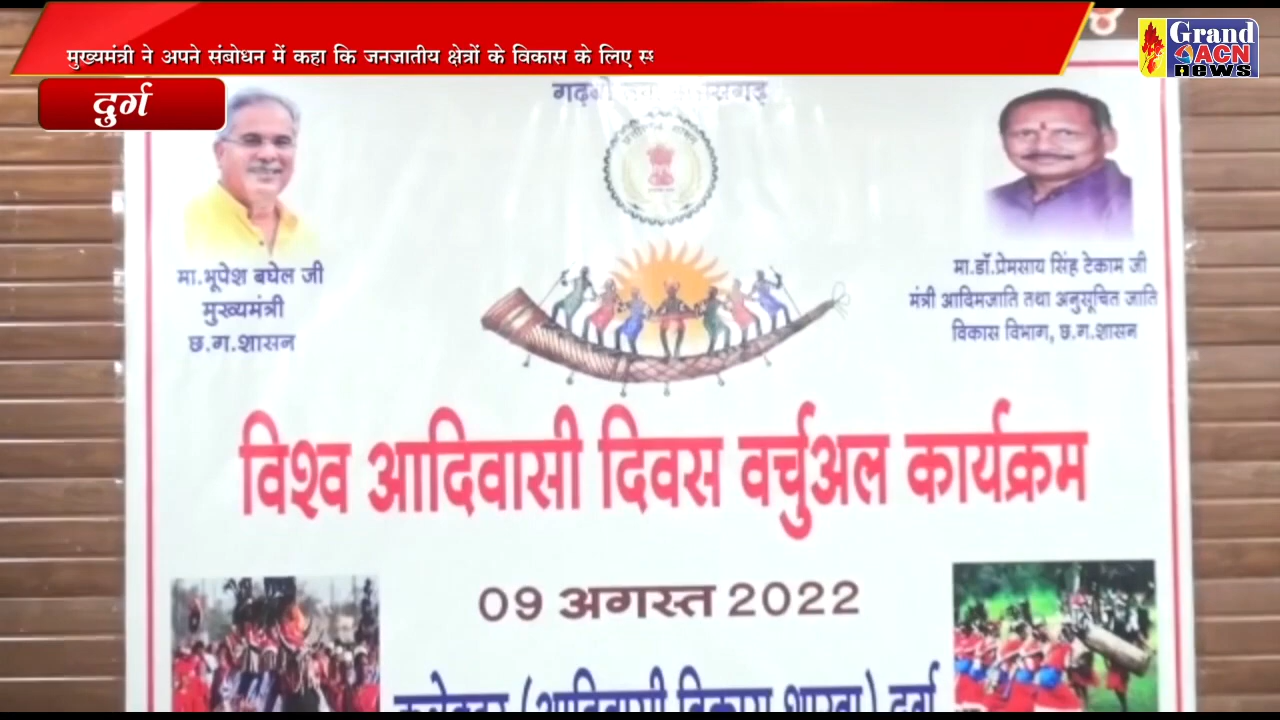 मुख्यमंत्री ने अपने संबोधन में कहा कि जनजातीय क्षेत्रों के विकास के लिए
Grand
ACN
news
दुर्ग
मा.भूपेश बघेल जी
मुख्यमंत्री
छ.ग.शासन
मा.डॉ.प्रेमसाय सिंह टेकाम जी
मंत्री आदिमजाति तथा अनुसूचित जाति
विकास विभाग, छ.ग.शासन
विश्व आदिवासी दिवस वर्चुअल कार्यक्रम
09 अगस्त 2022
(आदिवासी विकास शाखा) दुर्ग